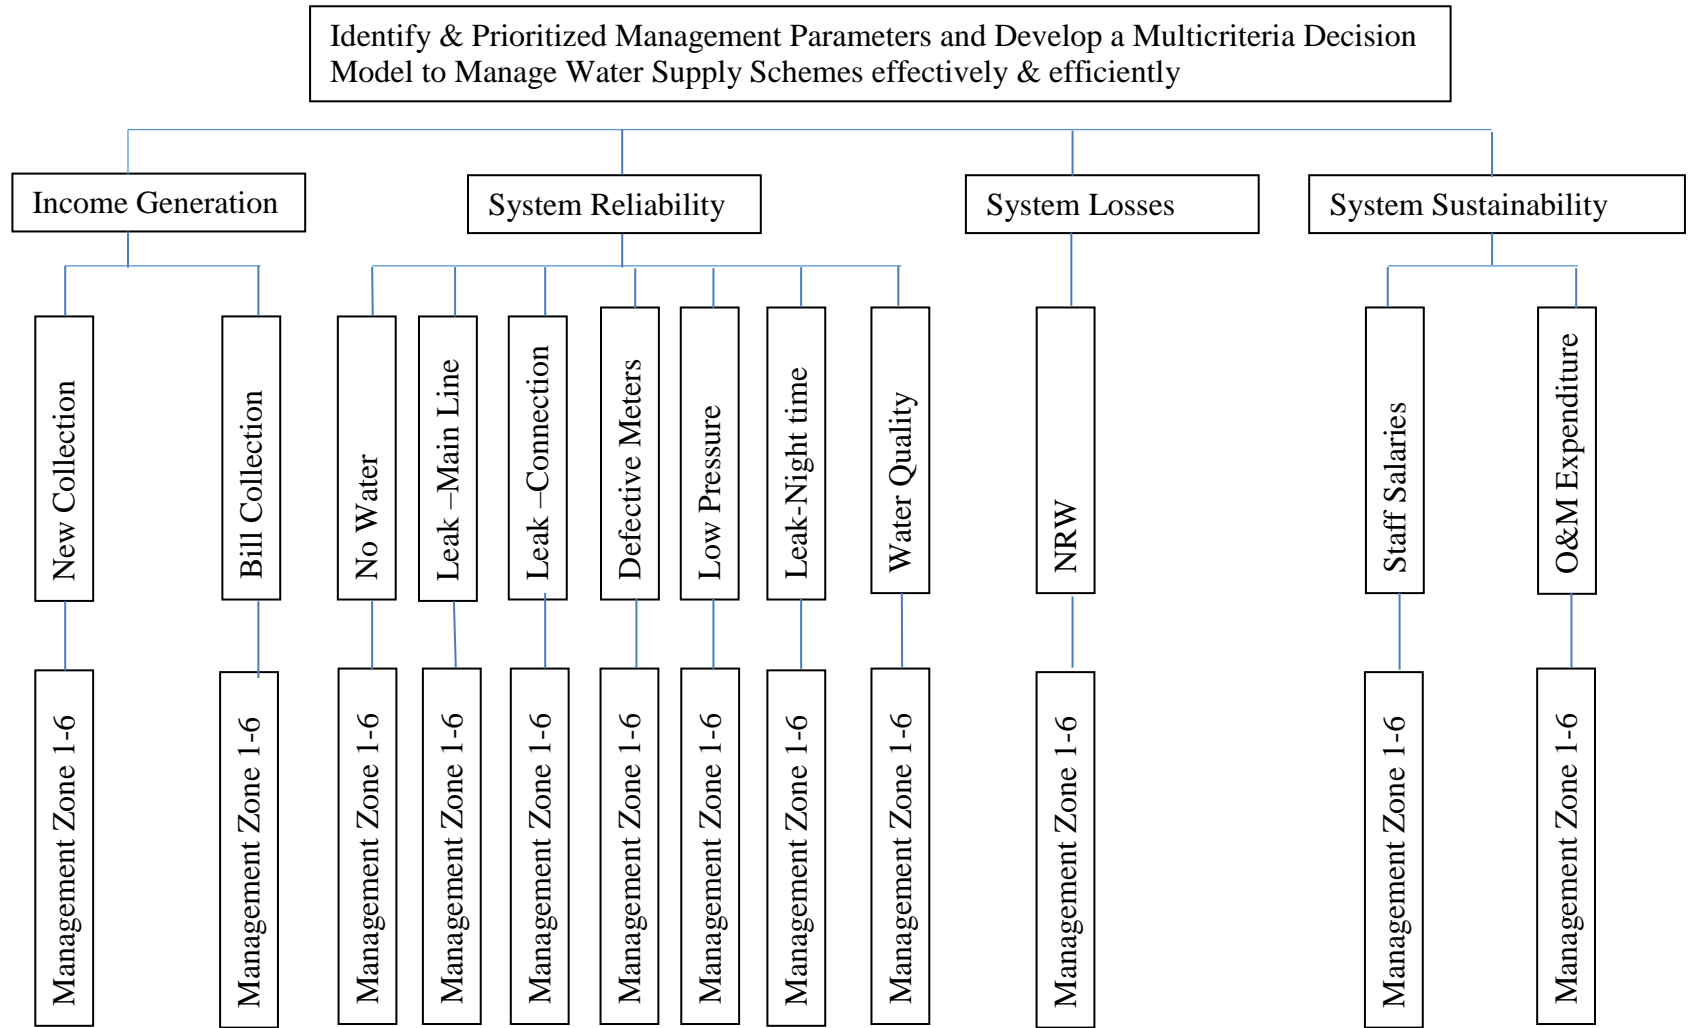 Identify & Prioritized Management Parameters and Develop a Multicriteria Decision
Model to Manage Water Supply Schemes effectively & efficiently
Income Generation
System Reliability
System Losses
System Sustainability
New Collection
Bill Collection
No Water
Leak –Main Line
Leak –Connection
Defective Meters
Low Pressure
Leak-Night time
Water Quality
NRW
Staff Salaries
O&M Expenditure
Management Zone 1-6
Management Zone 1-6
Management Zone 1-6
Management Zone 1-6
Management Zone 1-6
Management Zone 1-6
Management Zone 1-6
Management Zone 1-6
Management Zone 1-6
Management Zone 1-6
Management Zone 1-6
Management Zone 1-6